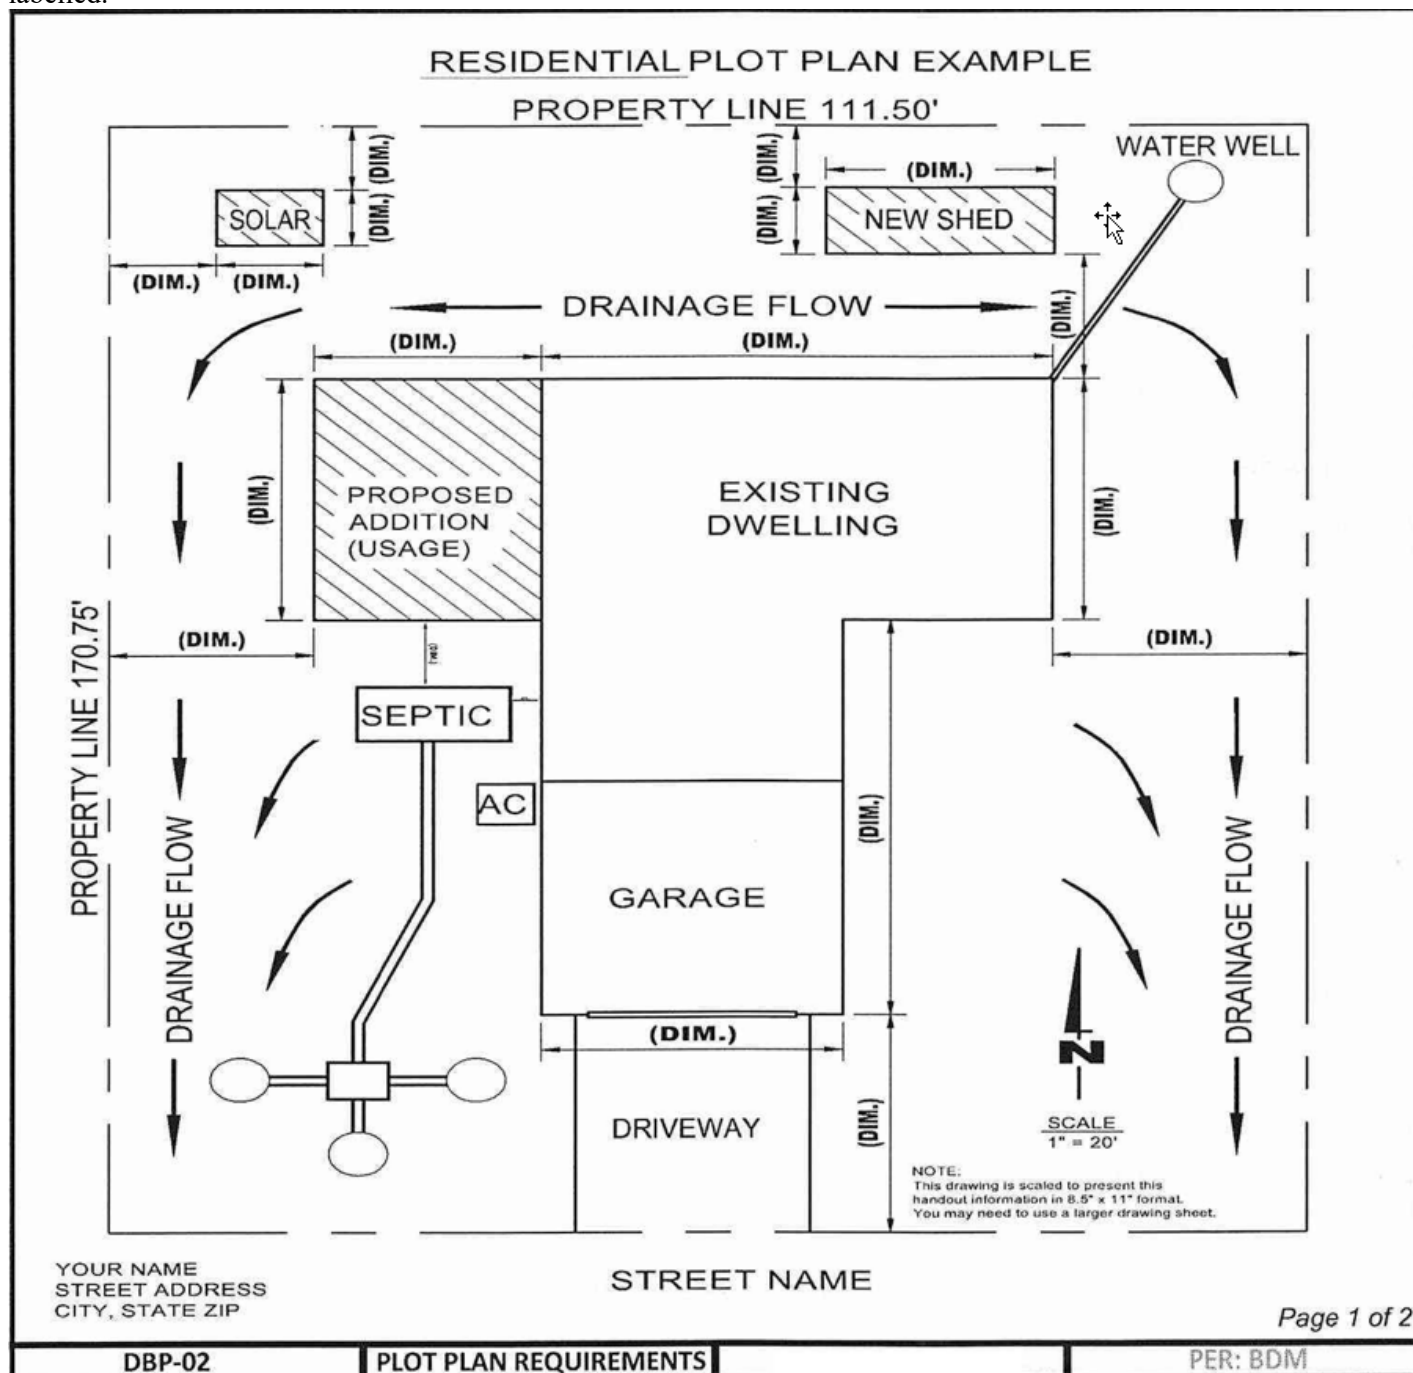 labelled.
RESIDENTIAL PLOT PLAN EXAMPLE
PROPERTY LINE 111.50'
WATER WELL
(DIM.)
(DIM.)
(DIM.)
SOLAR
(DIM.)
(DIM.)
NEW SHED
(DIM.)
(DIM.)
DRAINAGE FLOW
(DIM.)
(DIM.)
(DIM.)
(DIM.)
PROPOSED
ADDITION
(USAGE)
EXISTING
DWELLING
(DIM.)
PROPERTY LINE 170.75'
(DIM.)
(DIM.)
(DIM.)
SEPTIC
AC
(DIM.)
DRAINAGE FLOW
GARAGE
DRAINAGE FLOW
(DIM.)
N
DRIVEWAY
(DIM.)
SCALE
1" = 20'
NOTE:
This drawing is scaled to present this
handout information in 8.5" x 11" format.
You may need to use a larger drawing sheet.
YOUR NAME
STREET ADDRESS
CITY, STATE ZIP
STREET NAME
Page 1 of 2
DBP-02
PLOT PLAN REQUIREMENTS
PER: BDM